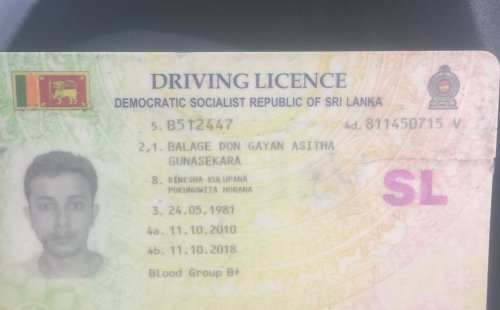 DRIVING LICENCE
DEMOCRATIC SOCIALIST REPUBLIC OF SRI LANKA
5. B512447 4d. 811450715 V
2,1. BALAGE DON GAYAN ASITHA
GUNASEKARA
8. DINESHA-KULUPANA
POKUNUWITA HORANA
SL
3. 24.05.1981
4a. 11.10.2010
4b. 11.10.2018
Blood Group B+